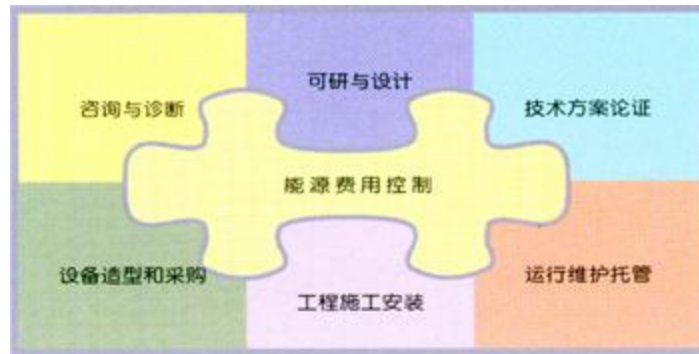 可研与设计
咨询与诊断
技术方案论证
能源费用控制
设备造型和采购
运行维护托管
工程施工安装